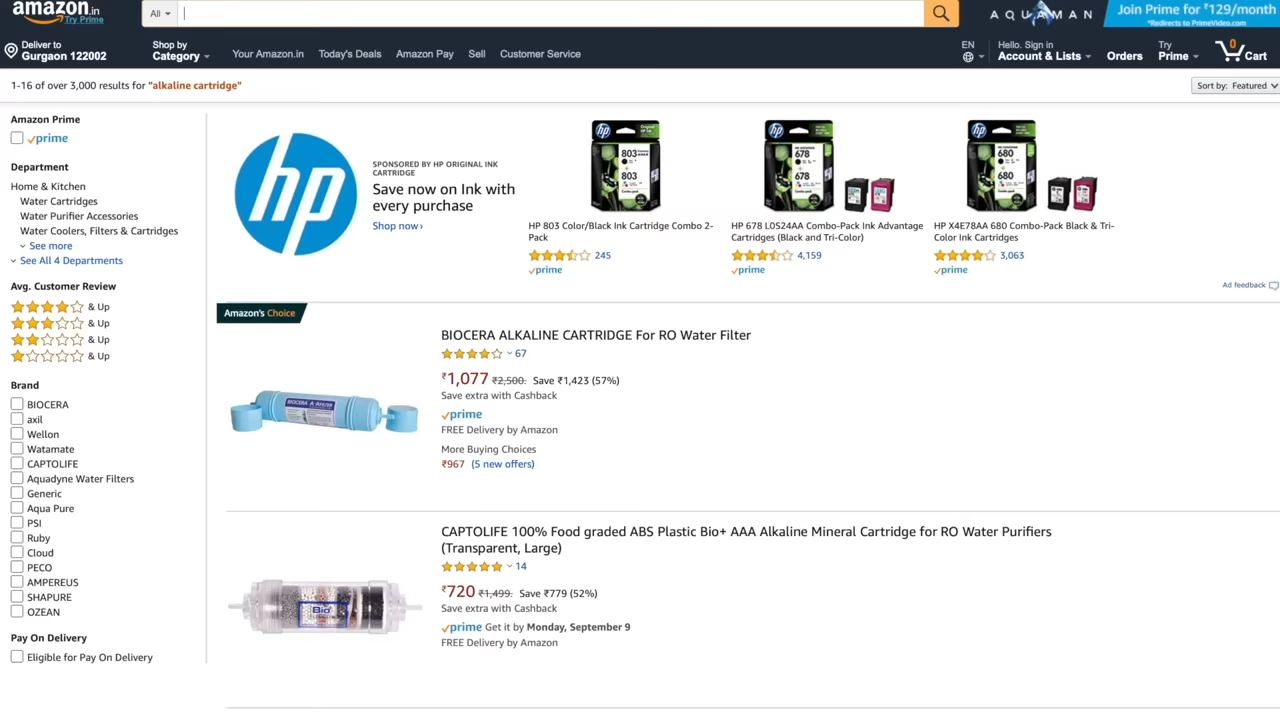 amazon.in
Try Prime
All
AQUAMAN
Join Prime for ₹129/month
*Redirects to PrimeVideo.com
Deliver to
Gurgaon 122002
Shop by
Category
Your Amazon.in
Today's Deals
Amazon Pay
Sell
Customer Service
EN
Hello. Sign in
Account & Lists
Orders
Try
Prime
0
Cart
1-16 of over 3,000 results for "alkaline cartridge"
Sort by: Featured
Amazon Prime
prime
Department
Home & Kitchen
Water Cartridges
Water Purifier Accessories
Water Coolers, Filters & Cartridges
See more
See All 4 Departments
Avg. Customer Review
& Up
& Up
& Up
& Up
Brand
BIOCERA
axil
Wellon
Watamate
CAPTOLIFE
Aquadyne Water Filters
Generic
Aqua Pure
PSI
Ruby
Cloud
PECO
AMPEREUS
SHAPURE
OZEAN
Pay On Delivery
Eligible for Pay On Delivery
hp
SPONSORED BY HP ORIGINAL INK
CARTRIDGE
Save now on Ink with
every purchase
Shop now›
hp
803
803
HP 803 Color/Black Ink Cartridge Combo 2-
Pack
245
prime
hp
678
678
HP 678 L0S24AA Combo-Pack Ink Advantage
Cartridges (Black and Tri-Color)
4,159
prime
hp
680
680
HP X4E78AA 680 Combo-Pack Black & Tri-
Color Ink Cartridges
3,063
prime
Ad feedback
Amazon's Choice
BIOCERA A-A FILTER
BIOCERA ALKALINE CARTRIDGE For RO Water Filter
67
₹1,077 ₹2,500. Save ₹1,423 (57%)
Save extra with Cashback
prime
FREE Delivery by Amazon
More Buying Choices
₹967 (5 new offers)
Bio+
CAPTOLIFE 100% Food graded ABS Plastic Bio+ AAA Alkaline Mineral Cartridge for RO Water Purifiers
(Transparent, Large)
14
₹720 ₹1,499. Save ₹779 (52%)
Save extra with Cashback
prime Get it by Monday, September 9
FREE Delivery by Amazon